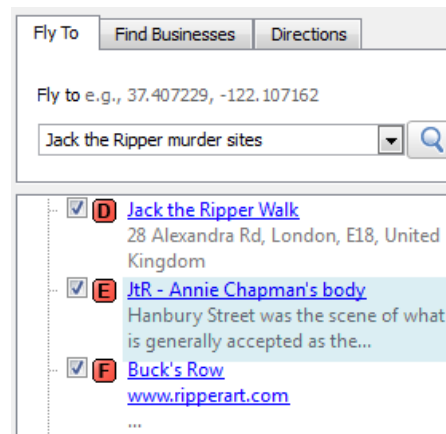 Fly To Find Businesses Directions
Fly to e.g., 37.407229, -122.107162
Jack the Ripper murder sites
D Jack the Ripper Walk
28 Alexandra Rd, London, E18, United
Kingdom
E JtR - Annie Chapman's body
Hanbury Street was the scene of what
is generally accepted as the...
F Buck's Row
www.ripperart.com
...